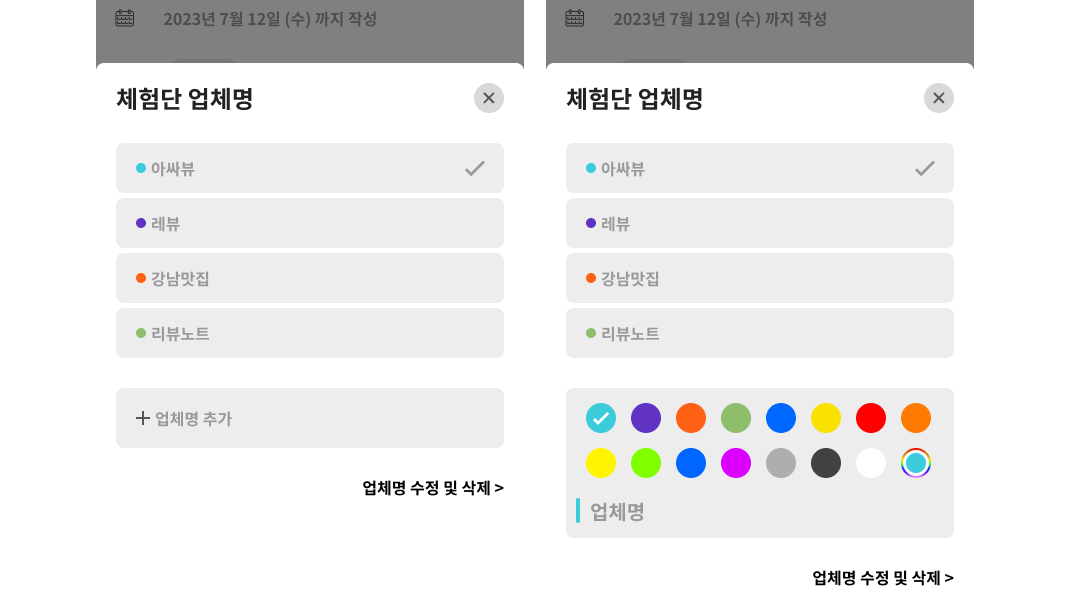 2023년 7월 12일 (수) 까지 작성
체험단 업체명
아싸뷰
레뷰
강남맛집
리뷰노트
업체명 추가
업체명 수정 및 삭제 >
2023년 7월 12일 (수) 까지 작성
체험단 업체명
아싸뷰
레뷰
강남맛집
리뷰노트
업체명
업체명 수정 및 삭제 >